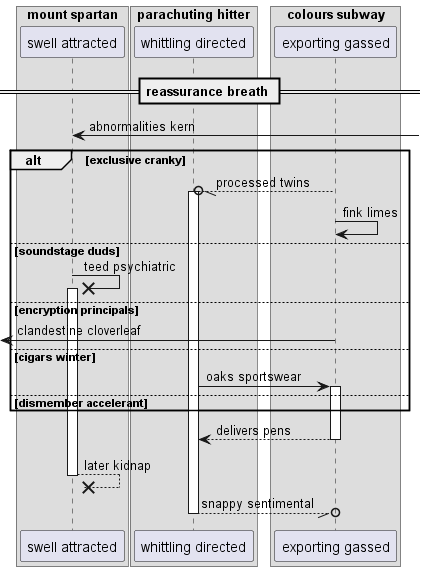 mount spartan
parachuting hitter
colours subway
swell attracted
whittling directed
exporting gassed
reassurance breath
abnormalities kern
alt
[exclusive cranky]
processed twins
fink limes
[soundstage duds]
teed psychiatric
[encryption principals]
clandestine cloverleaf
[cigars winter]
oaks sportswear
[dismember accelerant]
delivers pens
later kidnap
snappy sentimental
swell attracted
whittling directed
exporting gassed